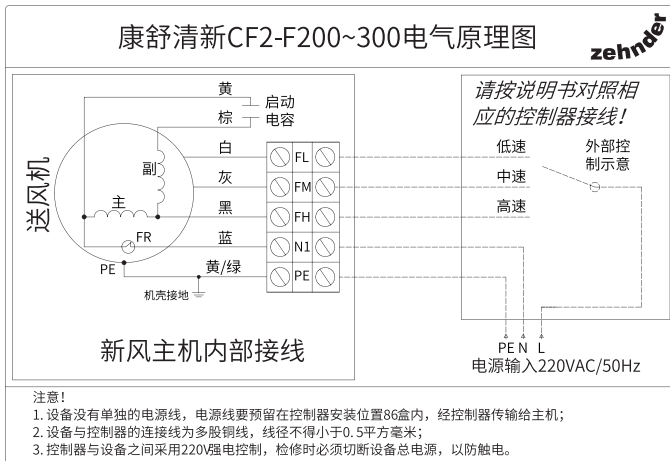 康舒清新CF2-F200~300电气原理图
zehnder
请按说明书对照相
应的控制器接线!
黄
启动
电容
棕
白
FL
低速
外部控
制示意
副
灰
FM
中速
送风机
主
黑
FH
高速
FR
蓝
N1
PE
黄/绿
PE
机壳接地
PE N L
新风主机内部接线
电源输入220VAC/50Hz
注意!
1. 设备没有单独的电源线，电源线要预留在控制器安装位置86盒内，经控制器传输给主机；
2. 设备与控制器的连接线为多股铜线，线径不得小于0.5平方毫米；
3. 控制器与设备之间采用220V强电控制，检修时必须切断设备总电源，以防触电。